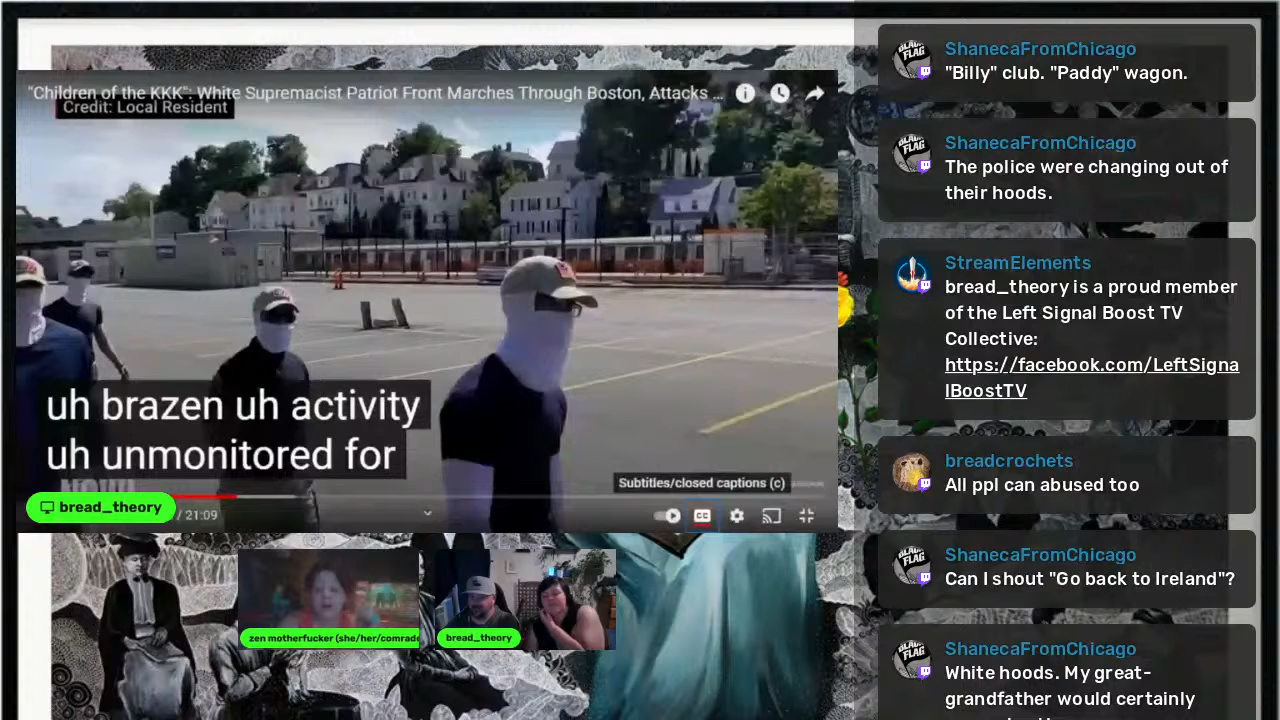 "Children of the KKK": White Supremacist Patriot Front Marches Through Boston, Attacks ...
Credit: Local Resident
uh brazen uh activity
uh unmonitored for
Subtitles/closed captions (c)
bread_theory
/ 21:09
CC
zen motherfucker (she/her/comrade
bread_theory
ShanecaFromChicago
"Billy" club. "Paddy" wagon.
ShanecaFromChicago
The police were changing out of
their hoods.
StreamElements
bread_theory is a proud member
of the Left Signal Boost TV
Collective:
https://facebook.com/LeftSigna
lBoostTV
breadcrochets
All ppl can abused too
ShanecaFromChicago
Can I shout "Go back to Ireland"?
ShanecaFromChicago
White hoods. My great-
grandfather would certainly